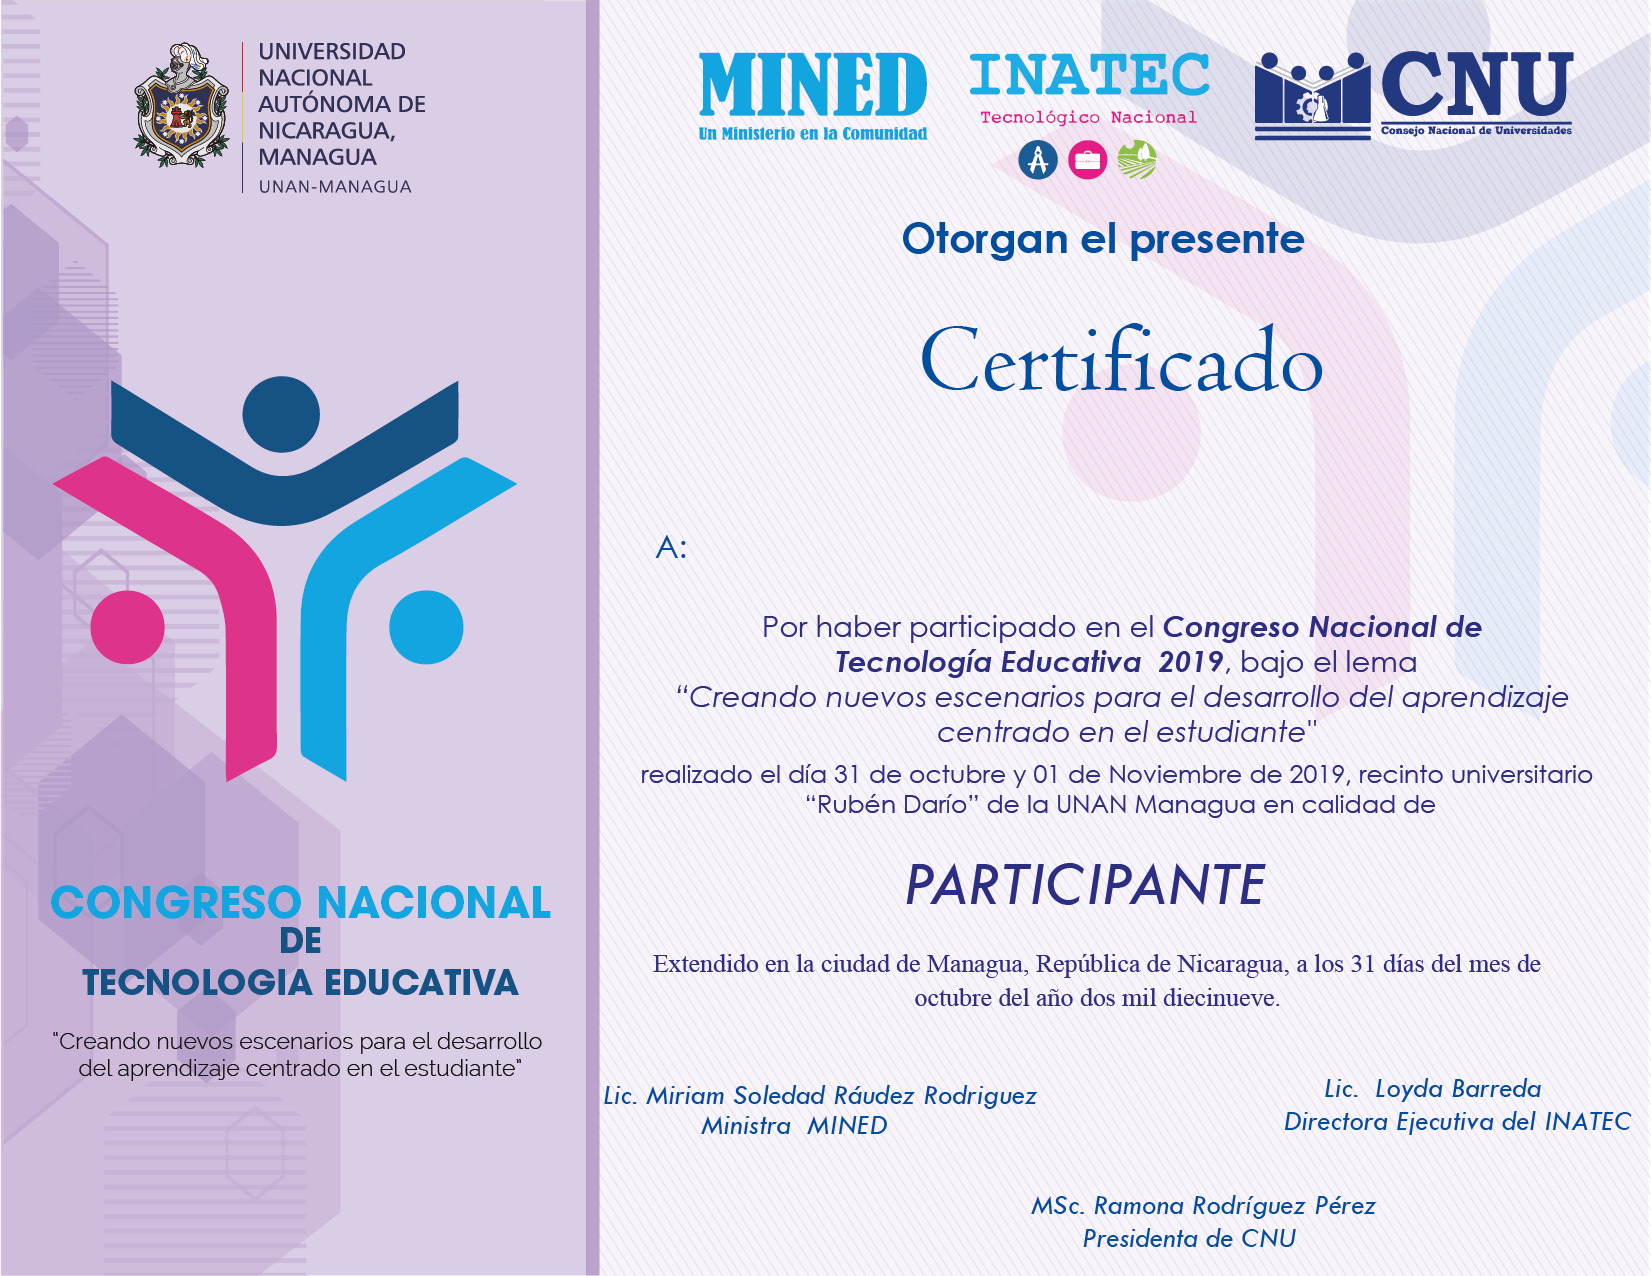 UNIVERSIDAD
NACIONAL
AUTÓNOMA DE
NICARAGUA,
MANAGUA
UNAN-MANAGUA
CONGRESO NACIONAL
DE
TECNOLOGIA EDUCATIVA
"Creando nuevos escenarios para el desarrollo
del aprendizaje centrado en el estudiante"
MINED
Un Ministerio en la Comunidad
INATEC
Tecnológico Nacional
CNU
Consejo Nacional de Universidades
Otorgan el presente
Certificado
A:
Por haber participado en el Congreso Nacional de
Tecnología Educativa  2019, bajo el lema
“Creando nuevos escenarios para el desarrollo del aprendizaje
centrado en el estudiante"
realizado el día 31 de octubre y 01 de Noviembre de 2019, recinto universitario
“Rubén Darío” de la UNAN Managua en calidad de
PARTICIPANTE
Extendido en la ciudad de Managua, República de Nicaragua, a los 31 días del mes de
octubre del año dos mil diecinueve.
Lic. Miriam Soledad Ráudez Rodriguez
Ministra  MINED
Lic.  Loyda Barreda
Directora Ejecutiva del INATEC
MSc. Ramona Rodríguez Pérez
Presidenta de CNU